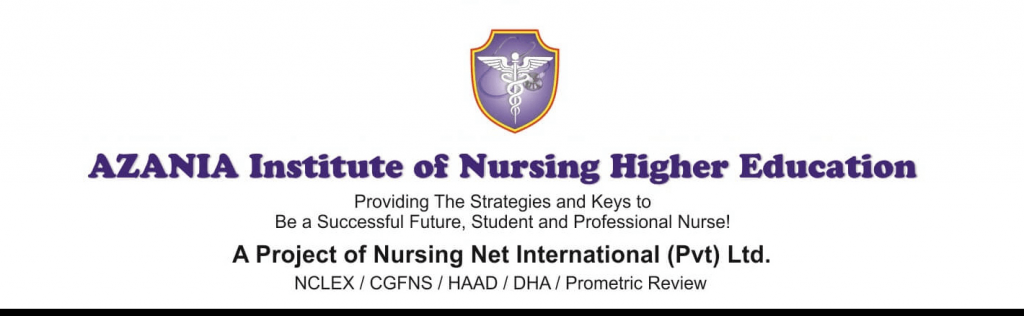 AZANIA Institute of Nursing Higher Education
Providing The Strategies and Keys to
Be a Successful Future, Student and Professional Nurse!
A Project of Nursing Net International (Pvt) Ltd.
NCLEX / CGFNS / HAAD / DHA / Prometric Review